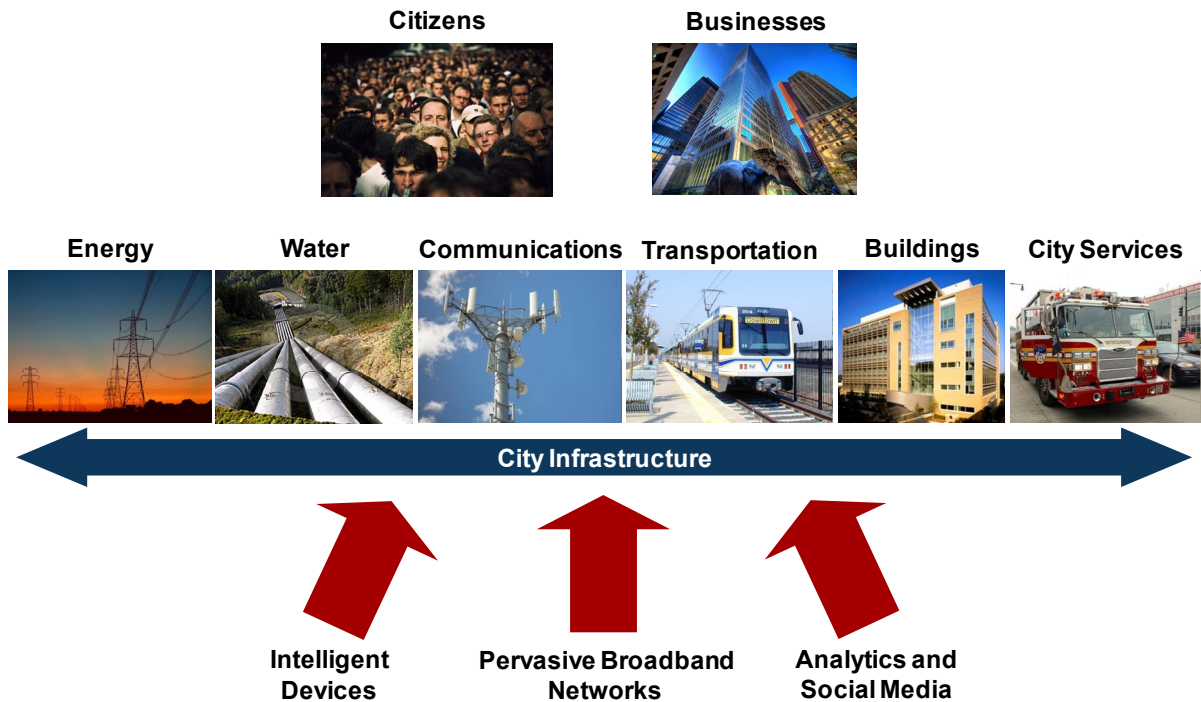 Citizens
Businesses
Energy
Water
Communications
Transportation
Buildings
City Services
Downtown
City Infrastructure
Intelligent
Devices
Pervasive Broadband
Networks
Analytics and
Social Media